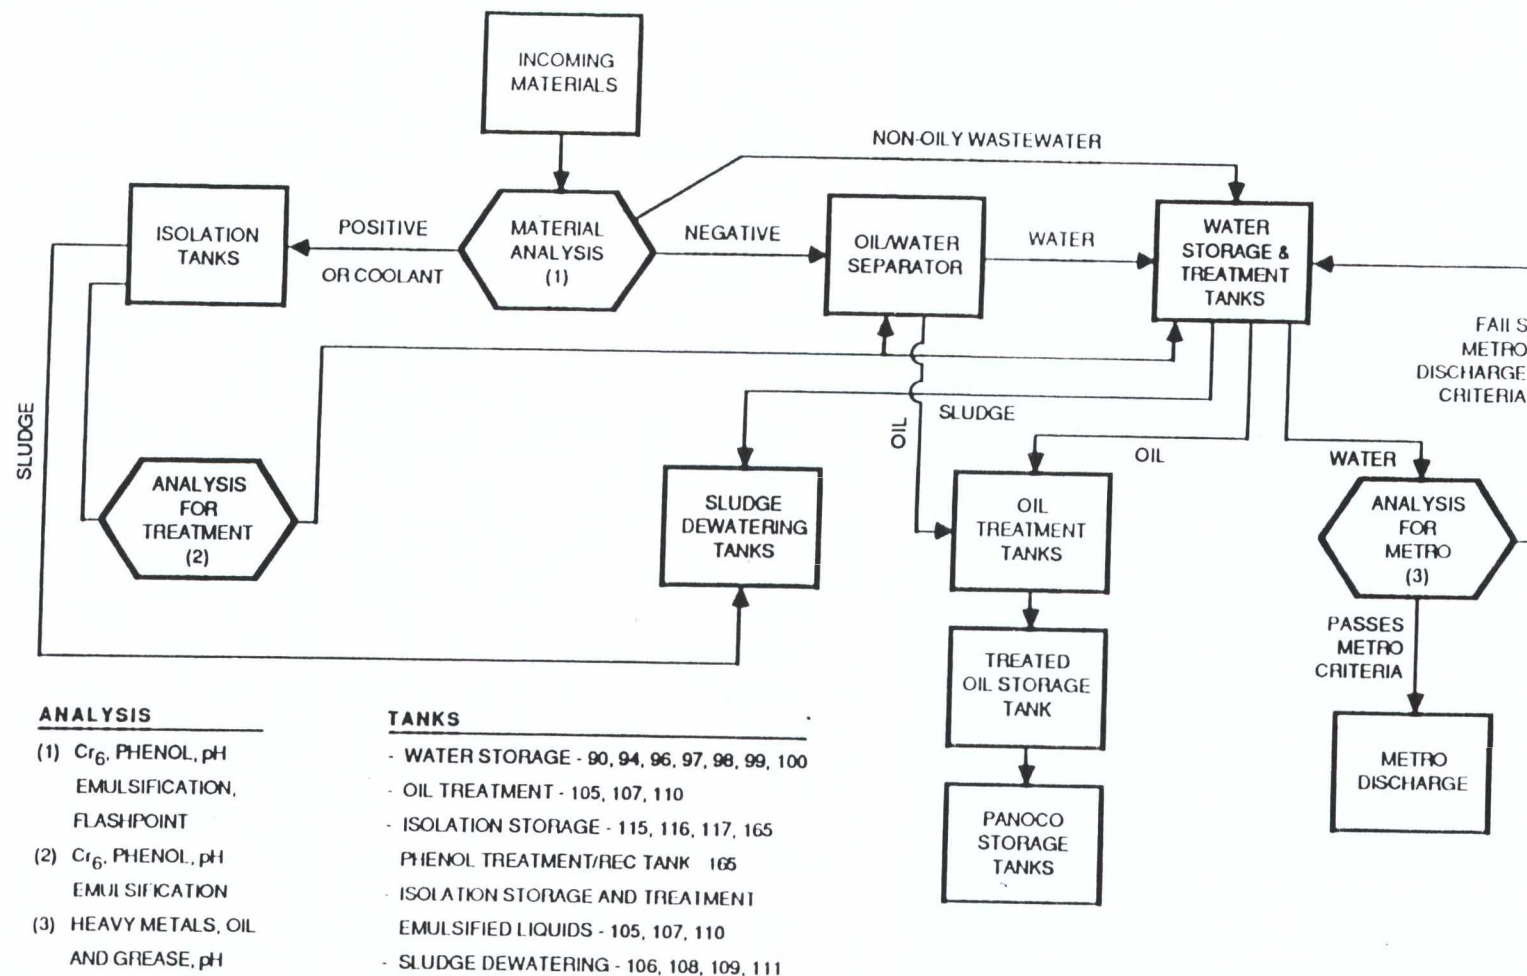 INCOMING
MATERIALS
NON-OILY WASTEWATER
ISOLATION
TANKS
POSITIVE
OR COOLANT
MATERIAL
ANALYSIS
(1)
NEGATIVE
OIL/WATER
SEPARATOR
WATER
WATER
STORAGE &
TREATMENT
TANKS
FAILS
METRO
DISCHARGE
CRITERIA
SLUDGE
OIL
SLUDGE
OIL
WATER
ANALYSIS
FOR
TREATMENT
(2)
SLUDGE
DEWATERING
TANKS
OIL
TREATMENT
TANKS
ANALYSIS
FOR
METRO
(3)
PASSES
METRO
CRITERIA
TREATED
OIL STORAGE
TANK
METRO
DISCHARGE
PANOCO
STORAGE
TANKS
ANALYSIS
(1) Cr6, PHENOL, pH
EMULSIFICATION,
FLASHPOINT
(2) Cr6, PHENOL, pH
EMULSIFICATION
(3) HEAVY METALS, OIL
AND GREASE, pH
TANKS
- WATER STORAGE - 90, 94, 96, 97, 98, 99, 100
- OIL TREATMENT - 105, 107, 110
- ISOLATION STORAGE - 115, 116, 117, 165
PHENOL TREATMENT/REC TANK 165
- ISOLATION STORAGE AND TREATMENT
EMULSIFIED LIQUIDS - 105, 107, 110
- SLUDGE DEWATERING - 106, 108, 109, 111